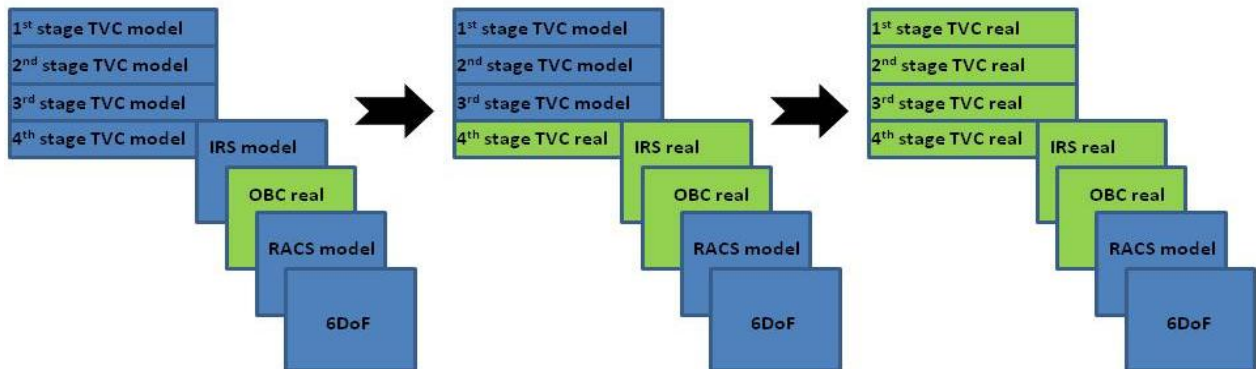 1st stage TVC model
2nd stage TVC model
3rd stage TVC model
4th stage TVC model
IRS model
OBC real
RACS model
6DoF
1st stage TVC model
2nd stage TVC model
3rd stage TVC model
4th stage TVC real
IRS real
OBC real
RACS model
6DoF
1st stage TVC real
2nd stage TVC real
3rd stage TVC real
4th stage TVC real
IRS real
OBC real
RACS model
6DoF